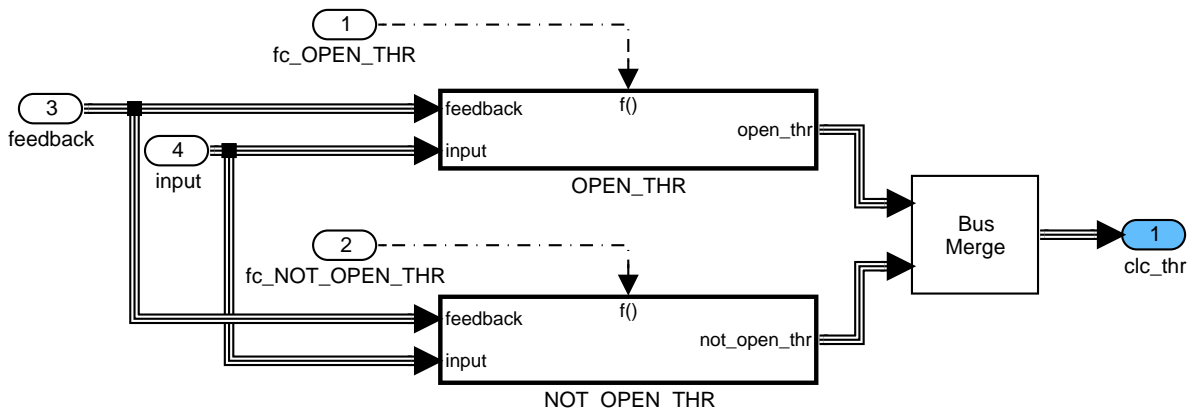 1
fc_OPEN_THR
3
feedback
4
input
feedback
input
f()
open_thr
OPEN_THR
2
fc_NOT_OPEN_THR
feedback
input
f()
not_open_thr
NOT_OPEN_THR
Bus
Merge
1
clc_thr